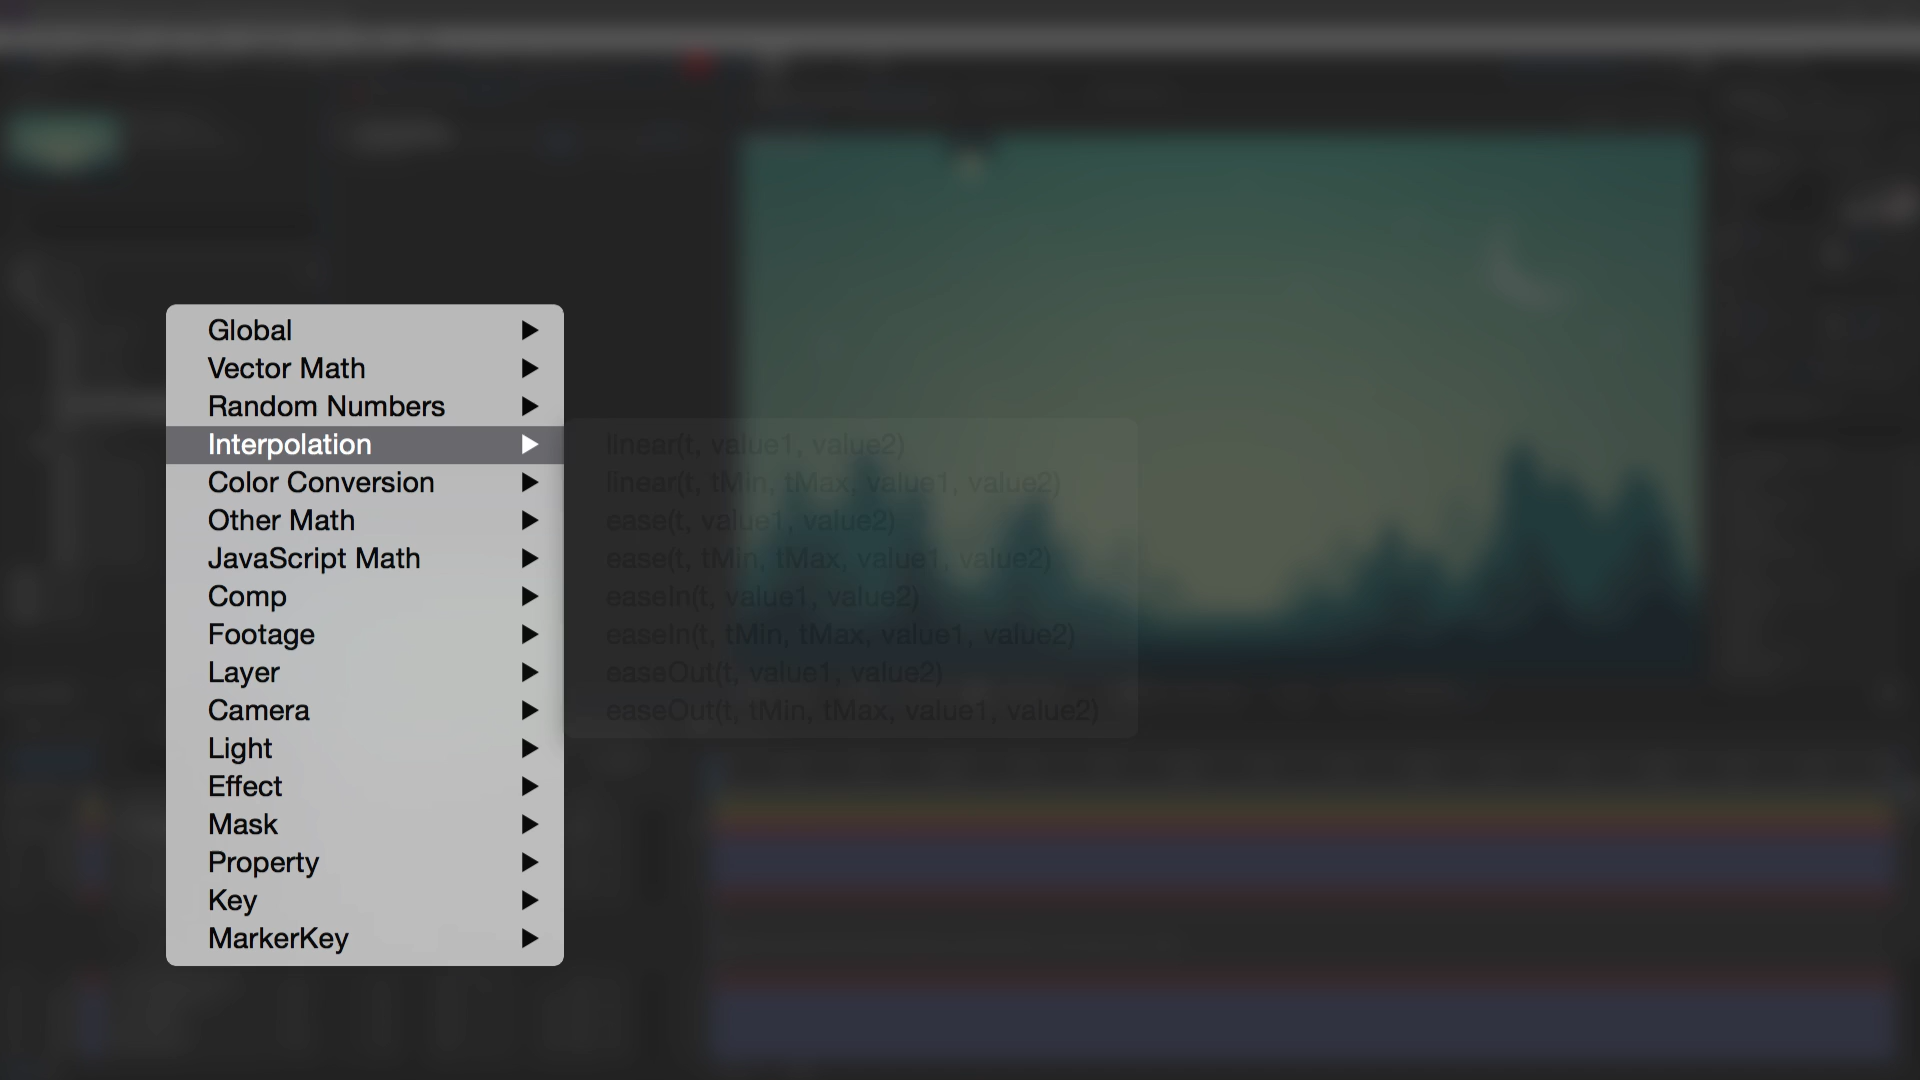 Global
Vector Math
Random Numbers
Interpolation
Color Conversion
Other Math
JavaScript Math
Comp
Footage
Layer
Camera
Light
Effect
Mask
Property
Key
MarkerKey
linear(t, value1, value2)
linear(t, tMin, tMax, value1, value2)
ease(t, value1, value2)
ease(t, tMin, tMax, value1, value2)
easeIn(t, value1, value2)
easeIn(t, tMin, tMax, value1, value2)
easeOut(t, value1, value2)
easeOut(t, tMin, tMax, value1, value2)